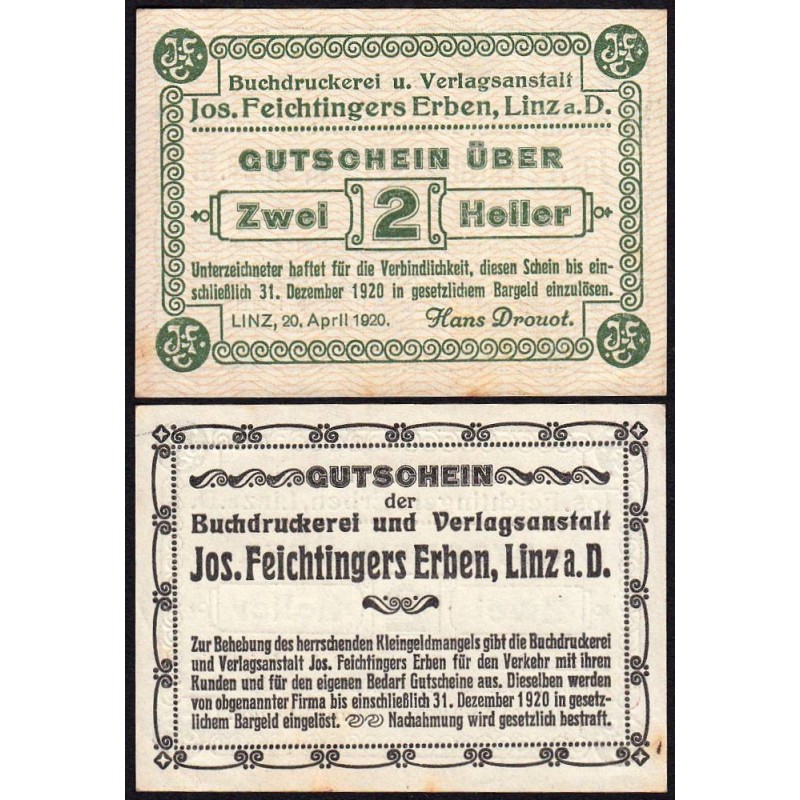 Buchdruckerei u. Verlagsanstalt
Jos. Feichtingers Erben, Linz a. D.
GUTSCHEIN ÜBER
Zwei 2 Heller
Unterzeichneter haftet für die Verbindlichkeit, diesen Schein bis ein-
schließlich 31. Dezember 1920 in gesetzlichem Bargeld einzulösen.
LINZ, 20. April 1920. Hans Drouot.
GUTSCHEIN
der
Buchdruckerei und Verlagsanstalt
Jos. Feichtingers Erben, Linz a. D.
Zur Behebung des herrschenden Kleingeldmangels gibt die Buchdruckerei
und Verlagsanstalt Jos. Feichtingers Erben für den Verkehr mit ihren
Kunden und für den eigenen Bedarf Gutscheine aus. Dieselben werden
von obgenannter Firma bis einschließlich 31. Dezember 1920 in gesetz-
lichem Bargeld eingelöst. Nachahmung wird gesetzlich bestraft.